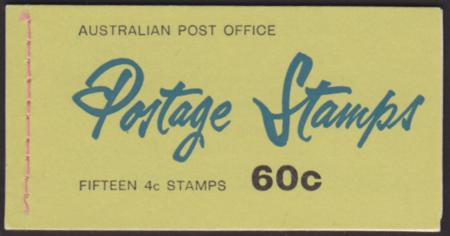 AUSTRALIAN POST OFFICE
Postage Stamps
FIFTEEN 4c STAMPS 60c